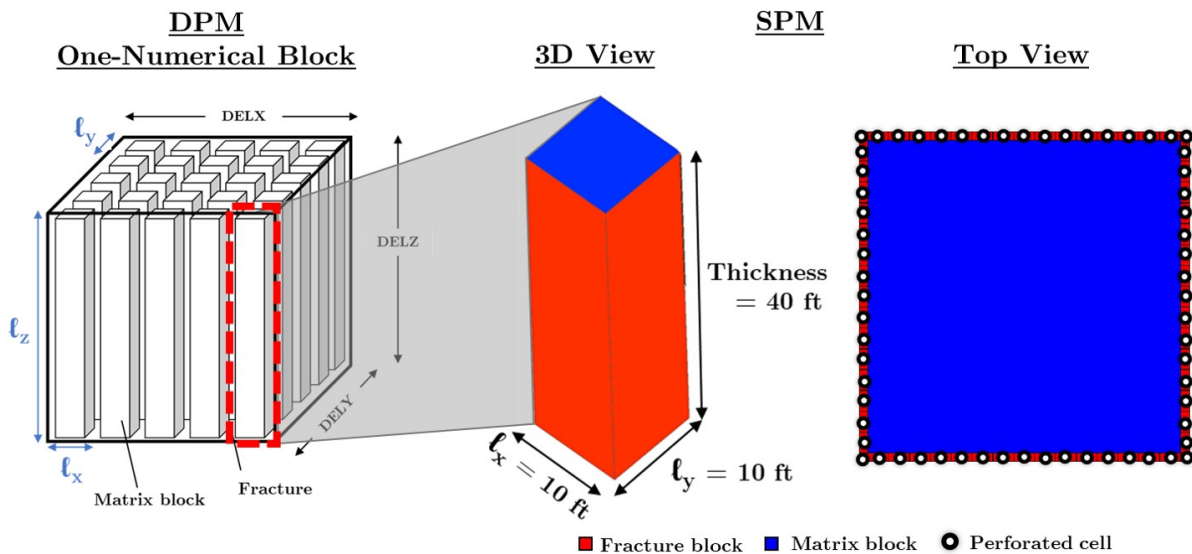 DPM
One-Numerical Block
SPM
3D View
Top View
DELX
ℓy
DELZ
ℓz
DELY
ℓx
Matrix block
Fracture
Thickness
= 40 ft
ℓx = 10 ft
ℓy = 10 ft
Fracture block
Matrix block
Perforated cell